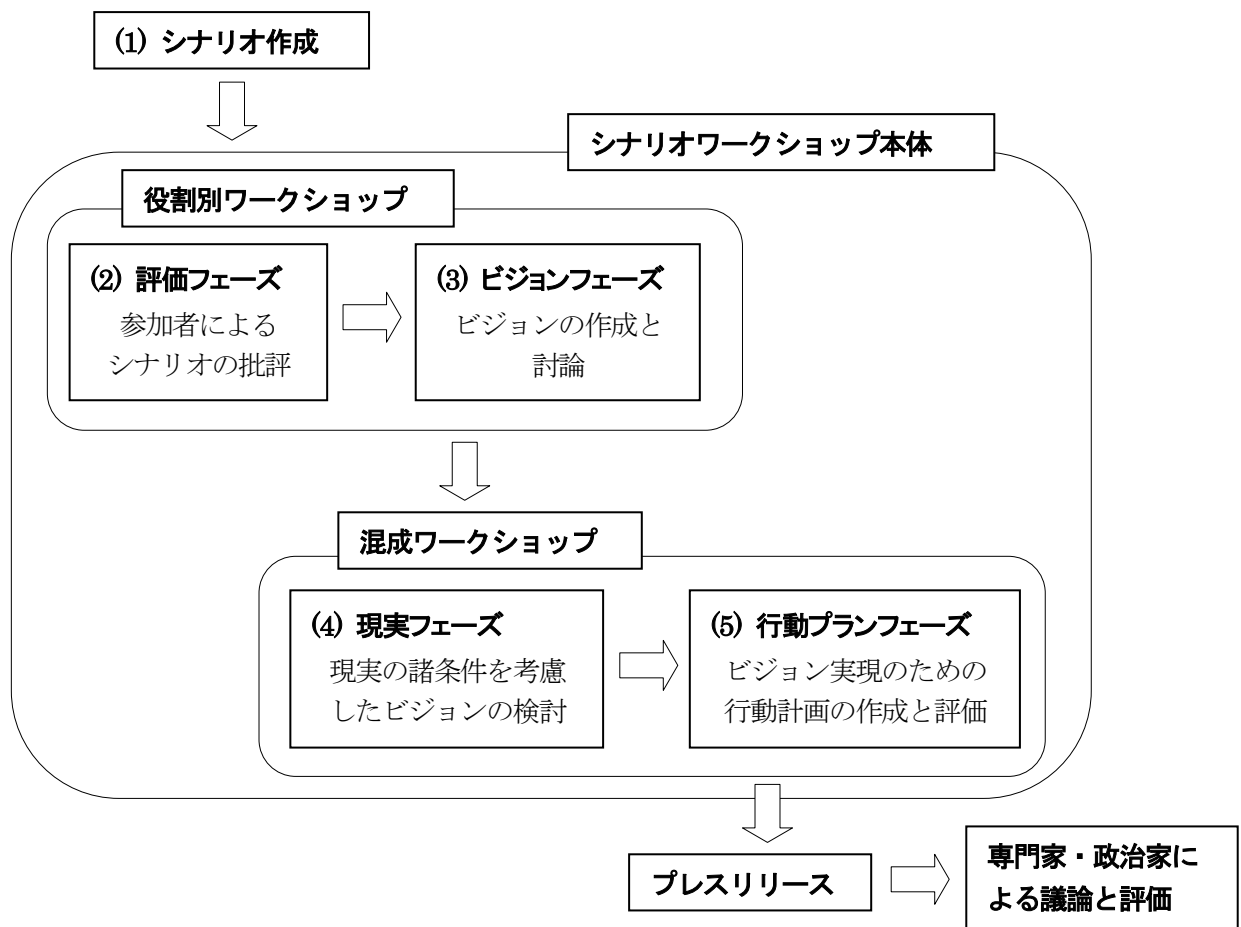 (1) シナリオ作成
シナリオワークショップ本体
役割別ワークショップ
(2) 評価フェーズ
参加者による
シナリオの批評
(3) ビジョンフェーズ
ビジョンの作成と
討論
混成ワークショップ
(4) 現実フェーズ
現実の諸条件を考慮
したビジョンの検討
(5) 行動プランフェーズ
ビジョン実現のための
行動計画の作成と評価
プレスリリース
専門家・政治家に
よる議論と評価